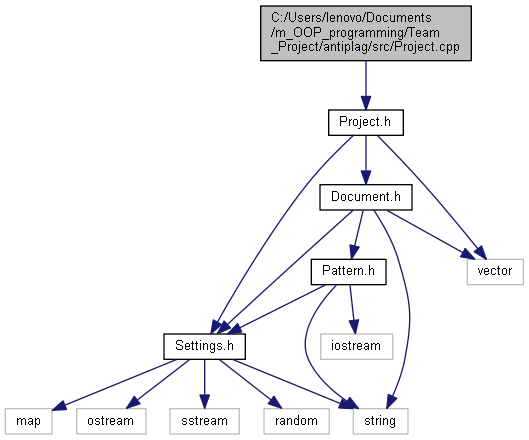 C:/Users/lenovo/Documents
/m_OOP_programming/Team
_Project/antiplag/src/Project.cpp
Project.h
Document.h
Pattern.h
vector
Settings.h
iostream
map
ostream
sstream
random
string